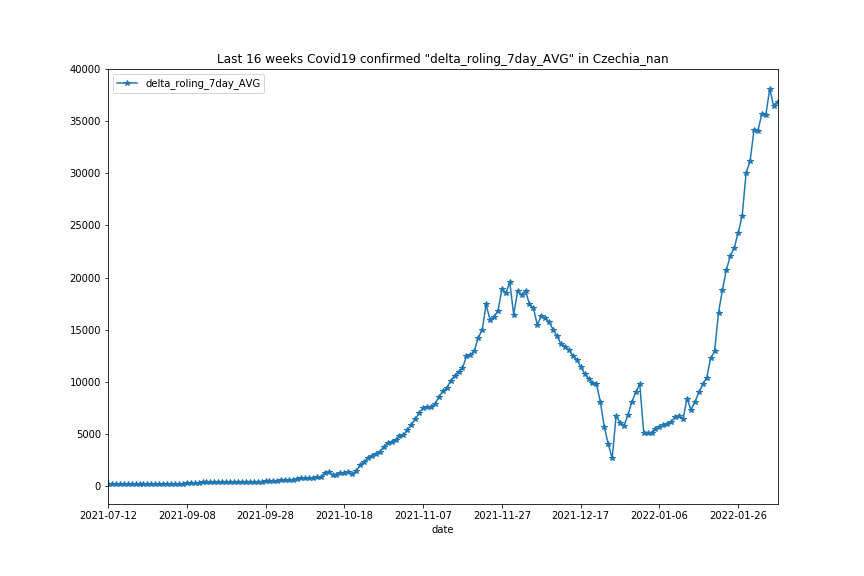 Last 16 weeks Covid19 confirmed "delta_roling_7day_AVG" in Czechia_nan
delta_roling_7day_AVG
40000
35000
30000
25000
20000
15000
10000
5000
0
2021-07-12 2021-09-08 2021-09-28 2021-10-18 2021-11-07 2021-11-27 2021-12-17 2022-01-06 2022-01-26
date